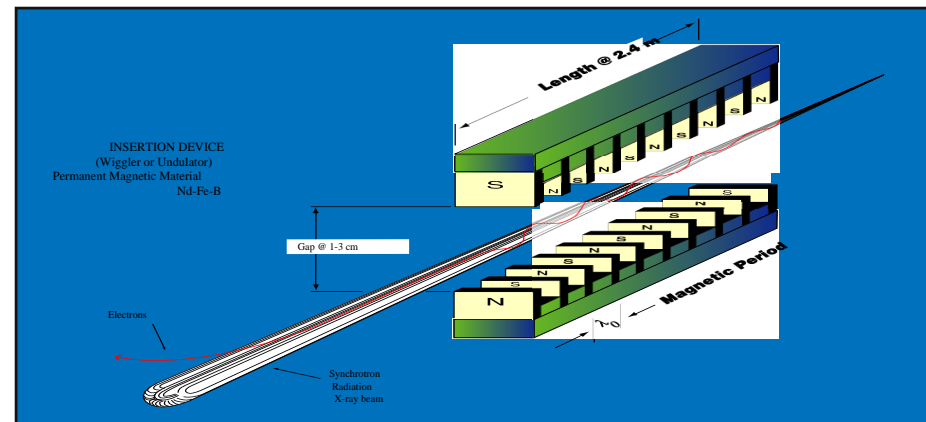 Length @ 2.4 m
INSERTION DEVICE
(Wiggler or Undulator)
Permanent Magnetic Material
Nd-Fe-B
S
N
S
N
S
N
S
N
S
N
Gap @ 1-3 cm
S
N
S
N
S
N
S
N
S
N
Magnetic Period
λ0
Electrons
Synchrotron
Radiation
X-ray beam